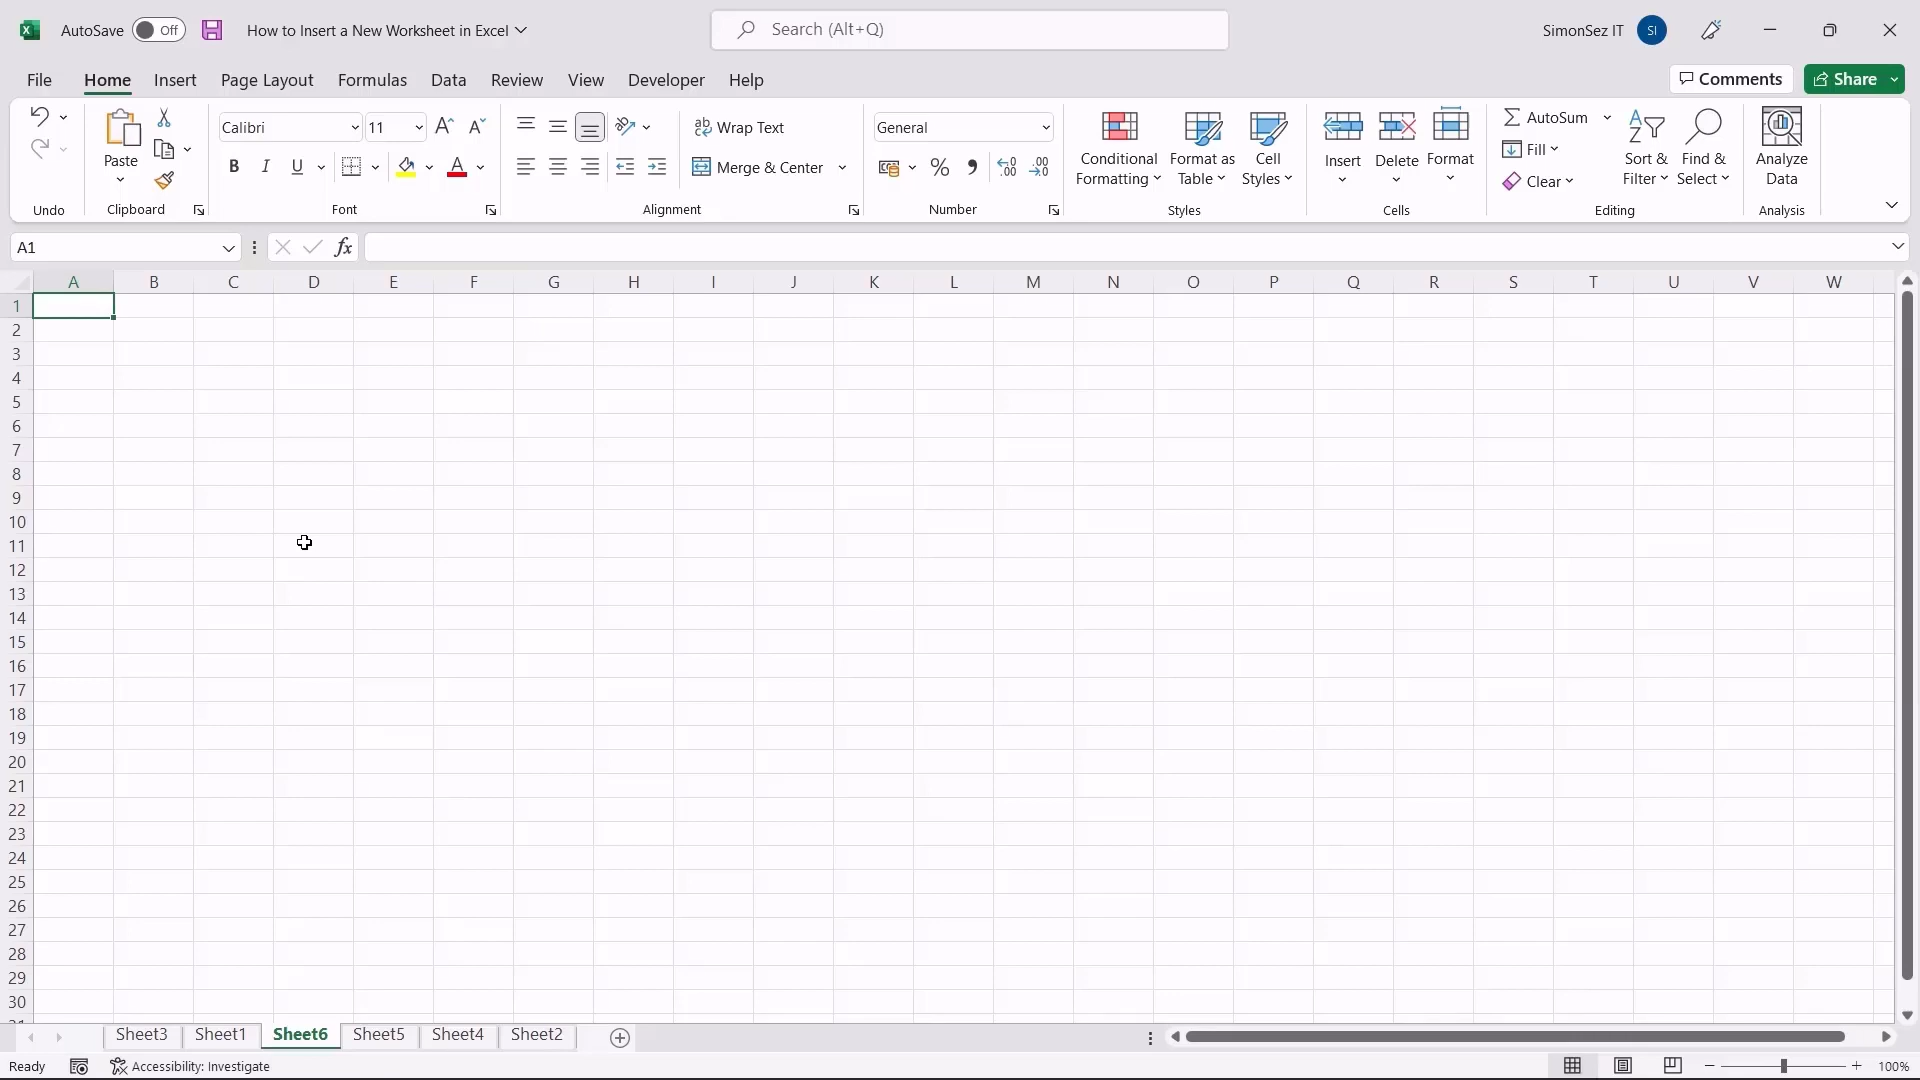 AutoSave Off How to Insert a New Worksheet in Excel Search (Alt+Q) SimonSez IT SI
File Home Insert Page Layout Formulas Data Review View Developer Help Comments Share
Paste
Calibri 11
B I U A
ab Wrap Text
Merge & Center
General
%
Conditional Formatting
Format as Table
Cell Styles
Insert Delete Format
AutoSum
Fill
Clear
Sort & Filter
Find & Select
Analyze Data
Undo Clipboard Font Alignment Number Styles Cells Editing Analysis
A1 fx
A B C D E F G H I J K L M N O P Q R S T U V W
1
2
3
4
5
6
7
8
9
10
11
12
13
14
15
16
17
18
19
20
21
22
23
24
25
26
27
28
29
30
Sheet3 Sheet1 Sheet6 Sheet5 Sheet4 Sheet2
Ready Accessibility: Investigate 100%